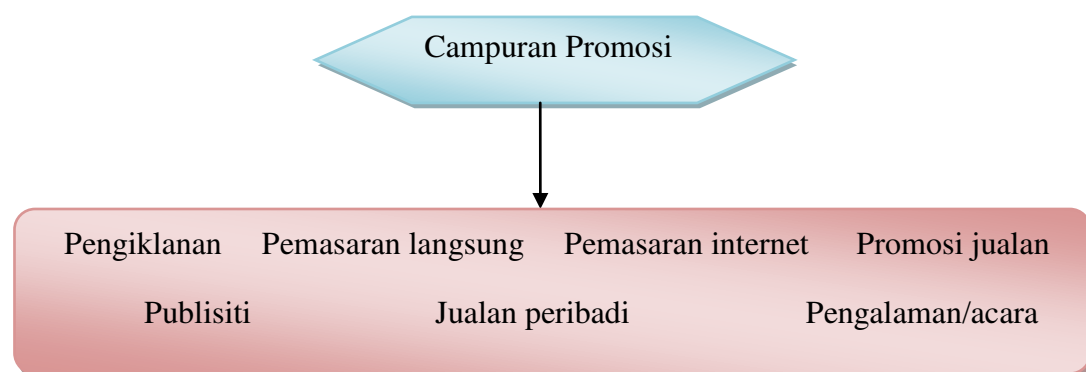 Campuran Promosi
Pengiklanan Pemasaran langsung Pemasaran internet Promosi jualan
Publisiti Jualan peribadi Pengalaman/acara